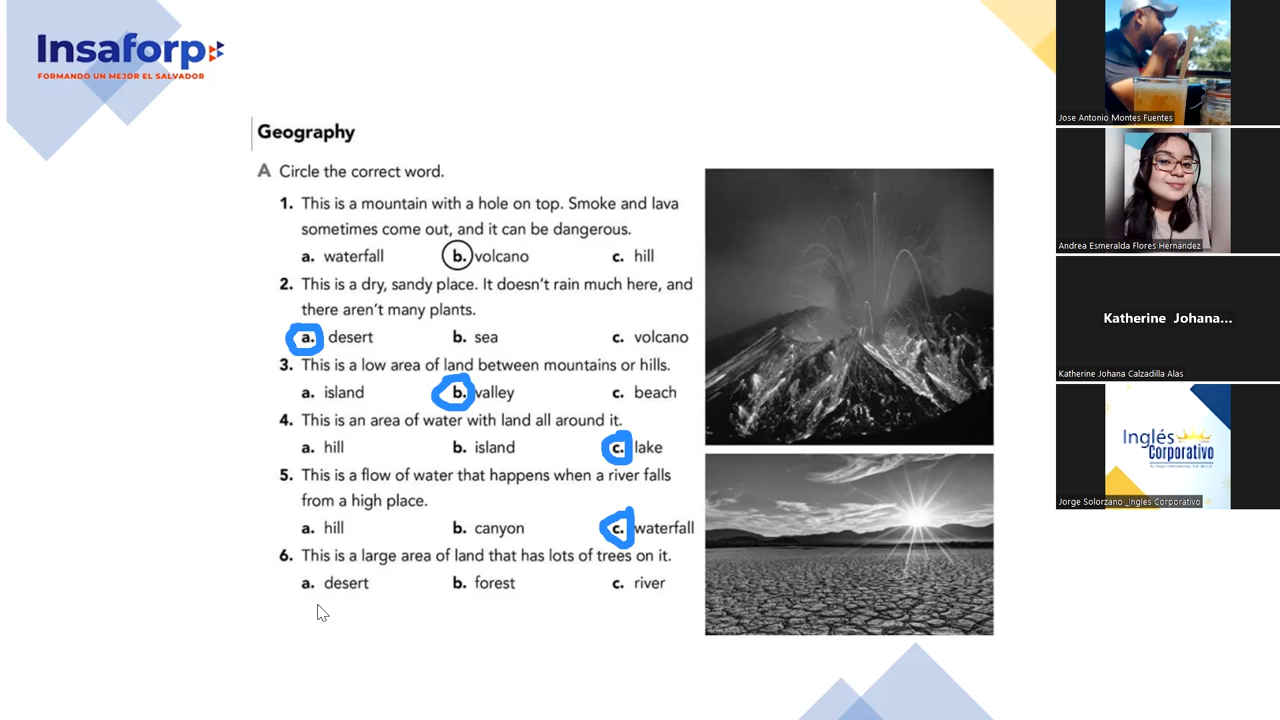 Insaforp
FORMANDO UN MEJOR EL SALVADOR
Geography
A Circle the correct word.
1. This is a mountain with a hole on top. Smoke and lava
sometimes come out, and it can be dangerous.
a. waterfall b. volcano c. hill
2. This is a dry, sandy place. It doesn't rain much here, and
there aren't many plants.
a. desert b. sea c. volcano
3. This is a low area of land between mountains or hills.
a. island b. valley c. beach
4. This is an area of water with land all around it.
a. hill b. island c. lake
5. This is a flow of water that happens when a river falls
from a high place.
a. hill b. canyon c. waterfall
6. This is a large area of land that has lots of trees on it.
a. desert b. forest c. river
Jose Antonio Montes Fuentes
Andrea Esmeralda Flores Hernández
Katherine Johana...
Katherine Johana Calzadilla Alas
Inglés
Corporativo
Jorge Solorzano _Ingles Corporativo